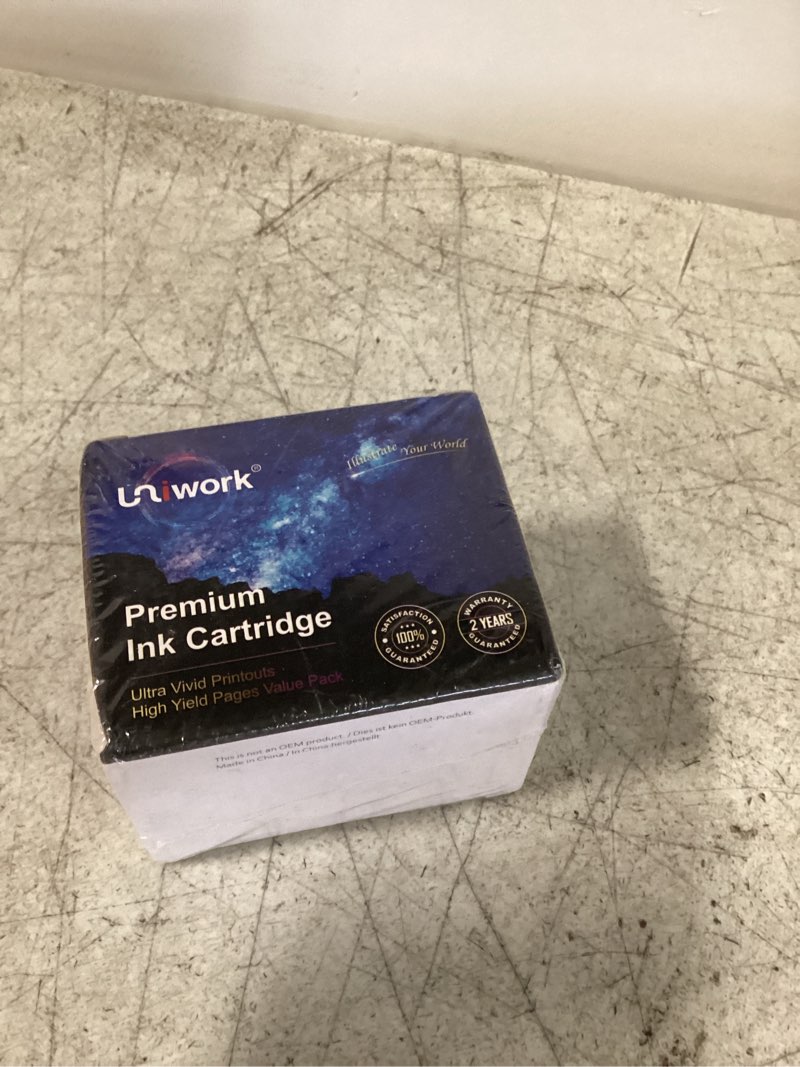 Uniwork®
Illustrate Your World
Premium
Ink Cartridge
Ultra Vivid Printouts
High Yield Pages Value Pack
SATISFACTION
100%
GUARANTEED
WARRANTY
2 YEARS
GUARANTEE
This is not an OEM product. / Dies ist kein OEM-Produkt.
Made in China / In China hergestellt